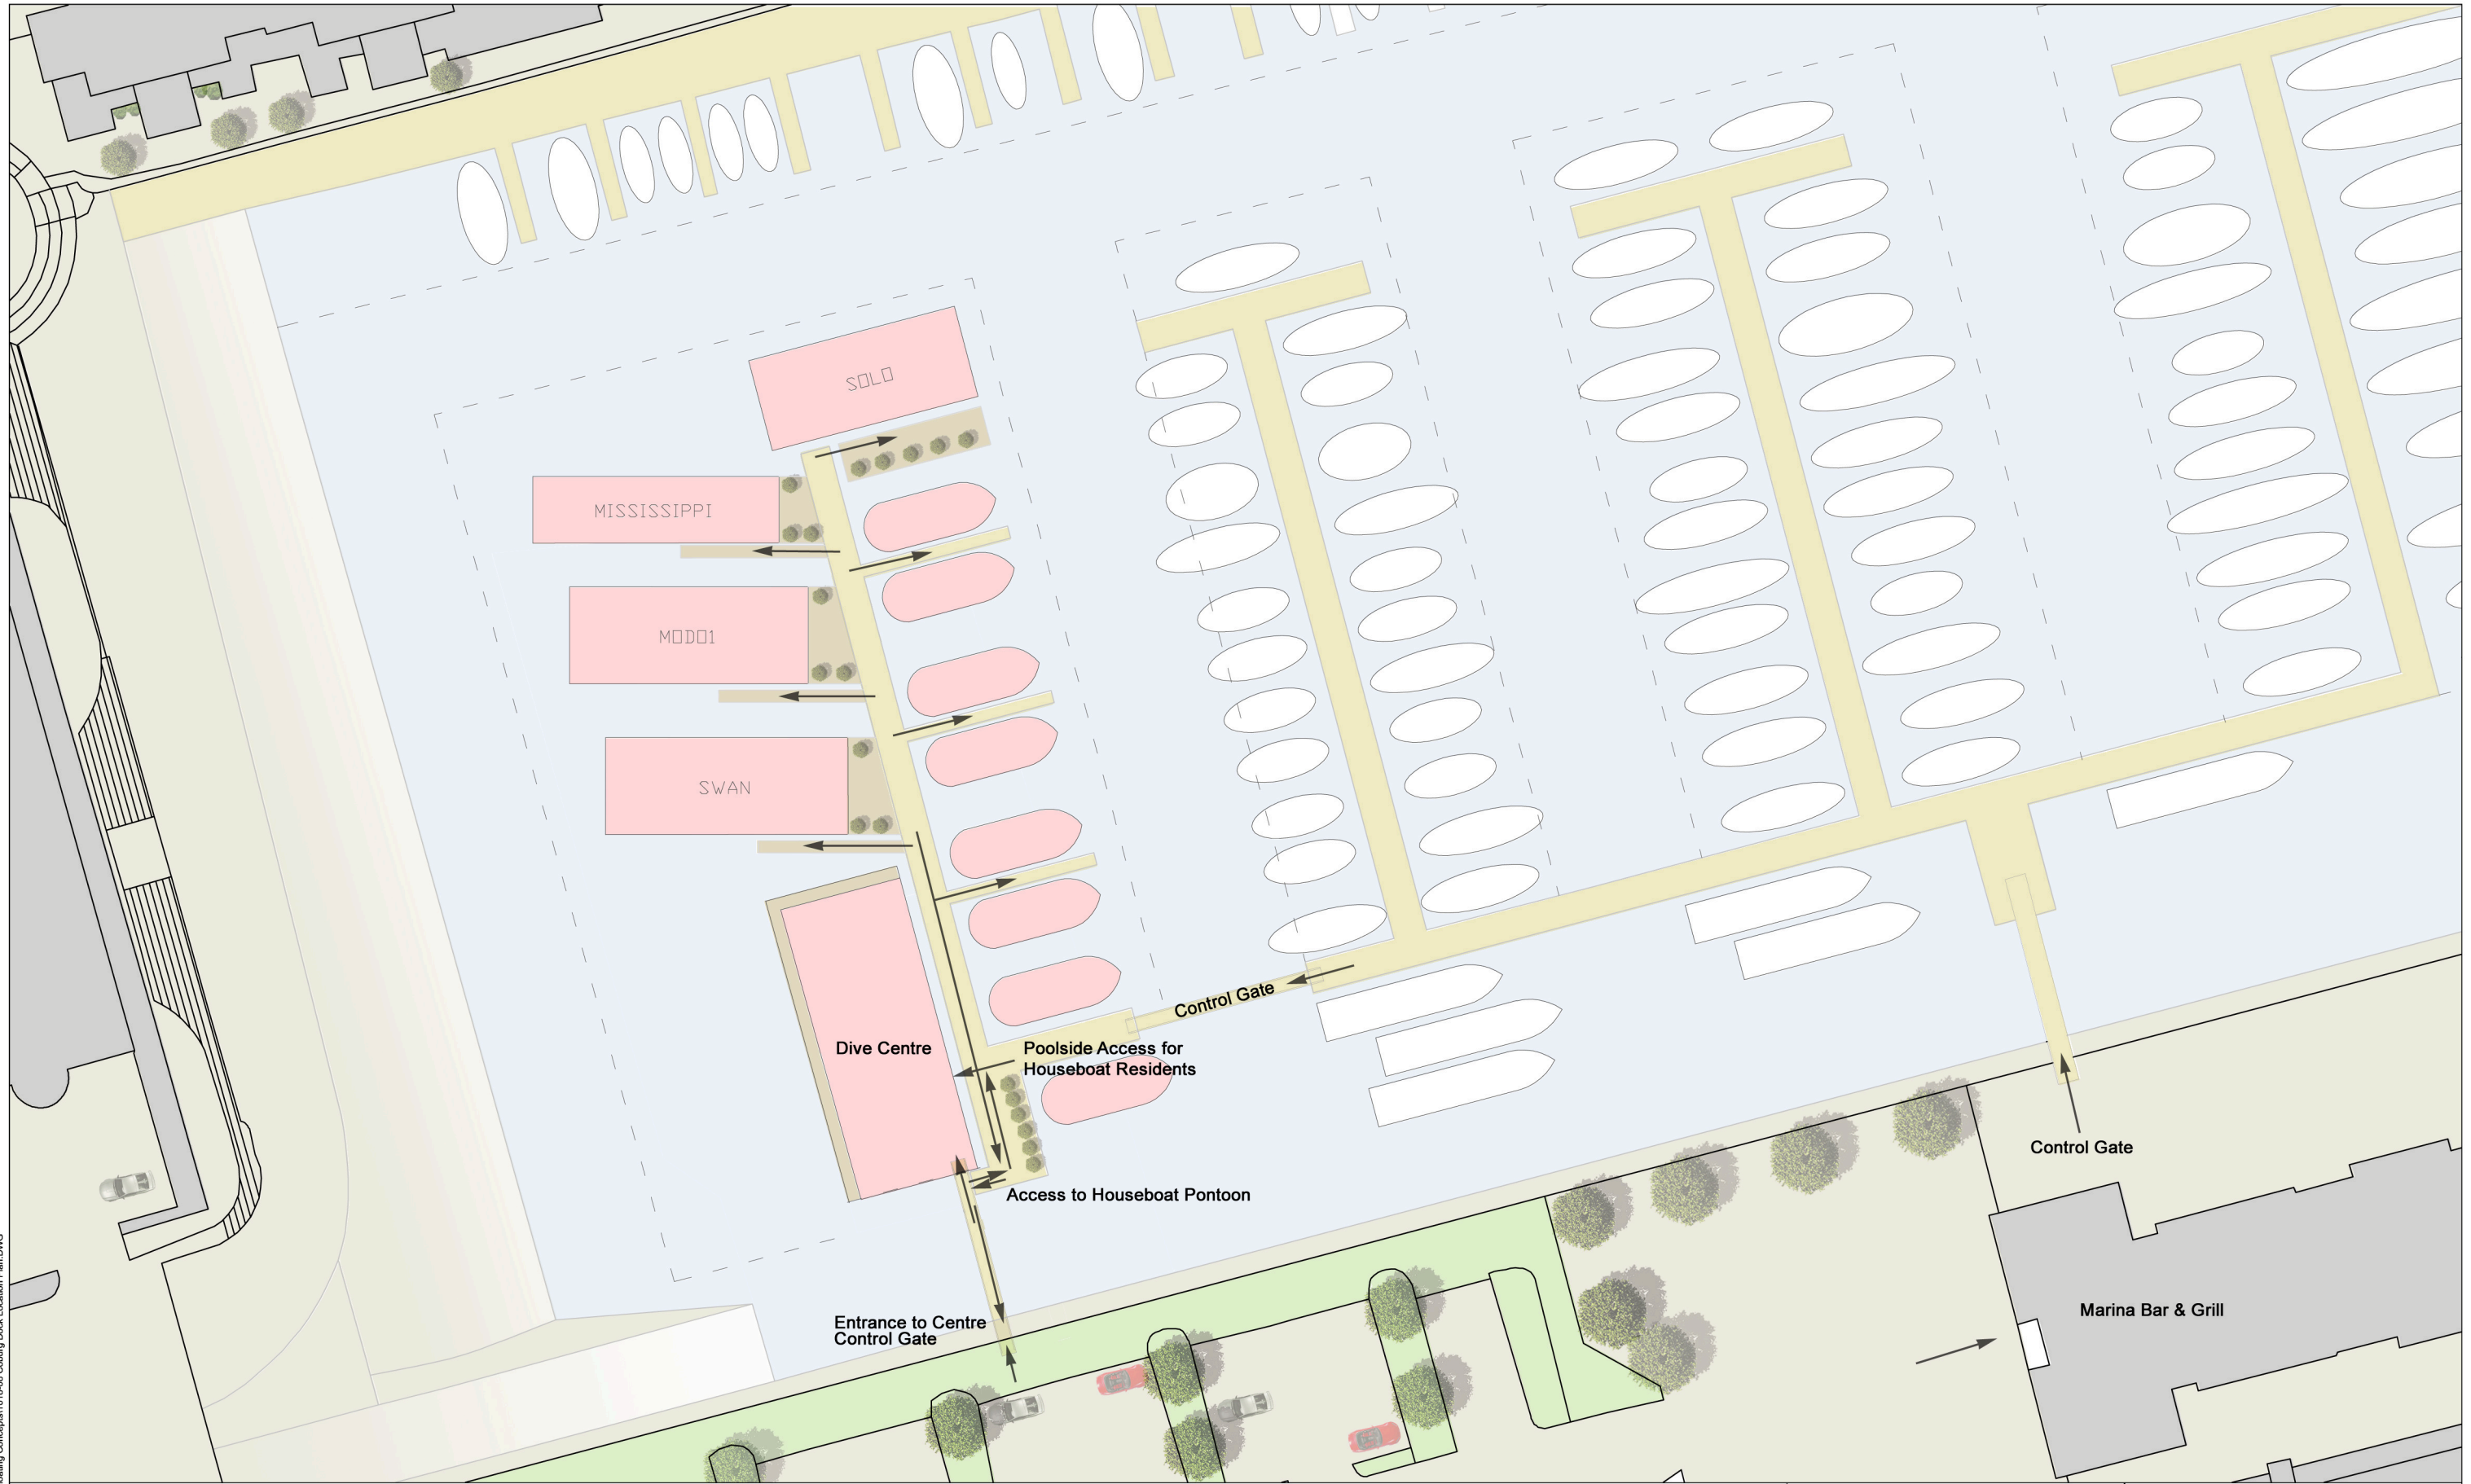 SOLO
MISSISSIPPI
MODO1
SWAN
Control Gate
Dive Centre
Poolside Access for
Houseboat Residents
Control Gate
Access to Houseboat Pontoon
Marina Bar & Grill
Entrance to Centre
Control Gate